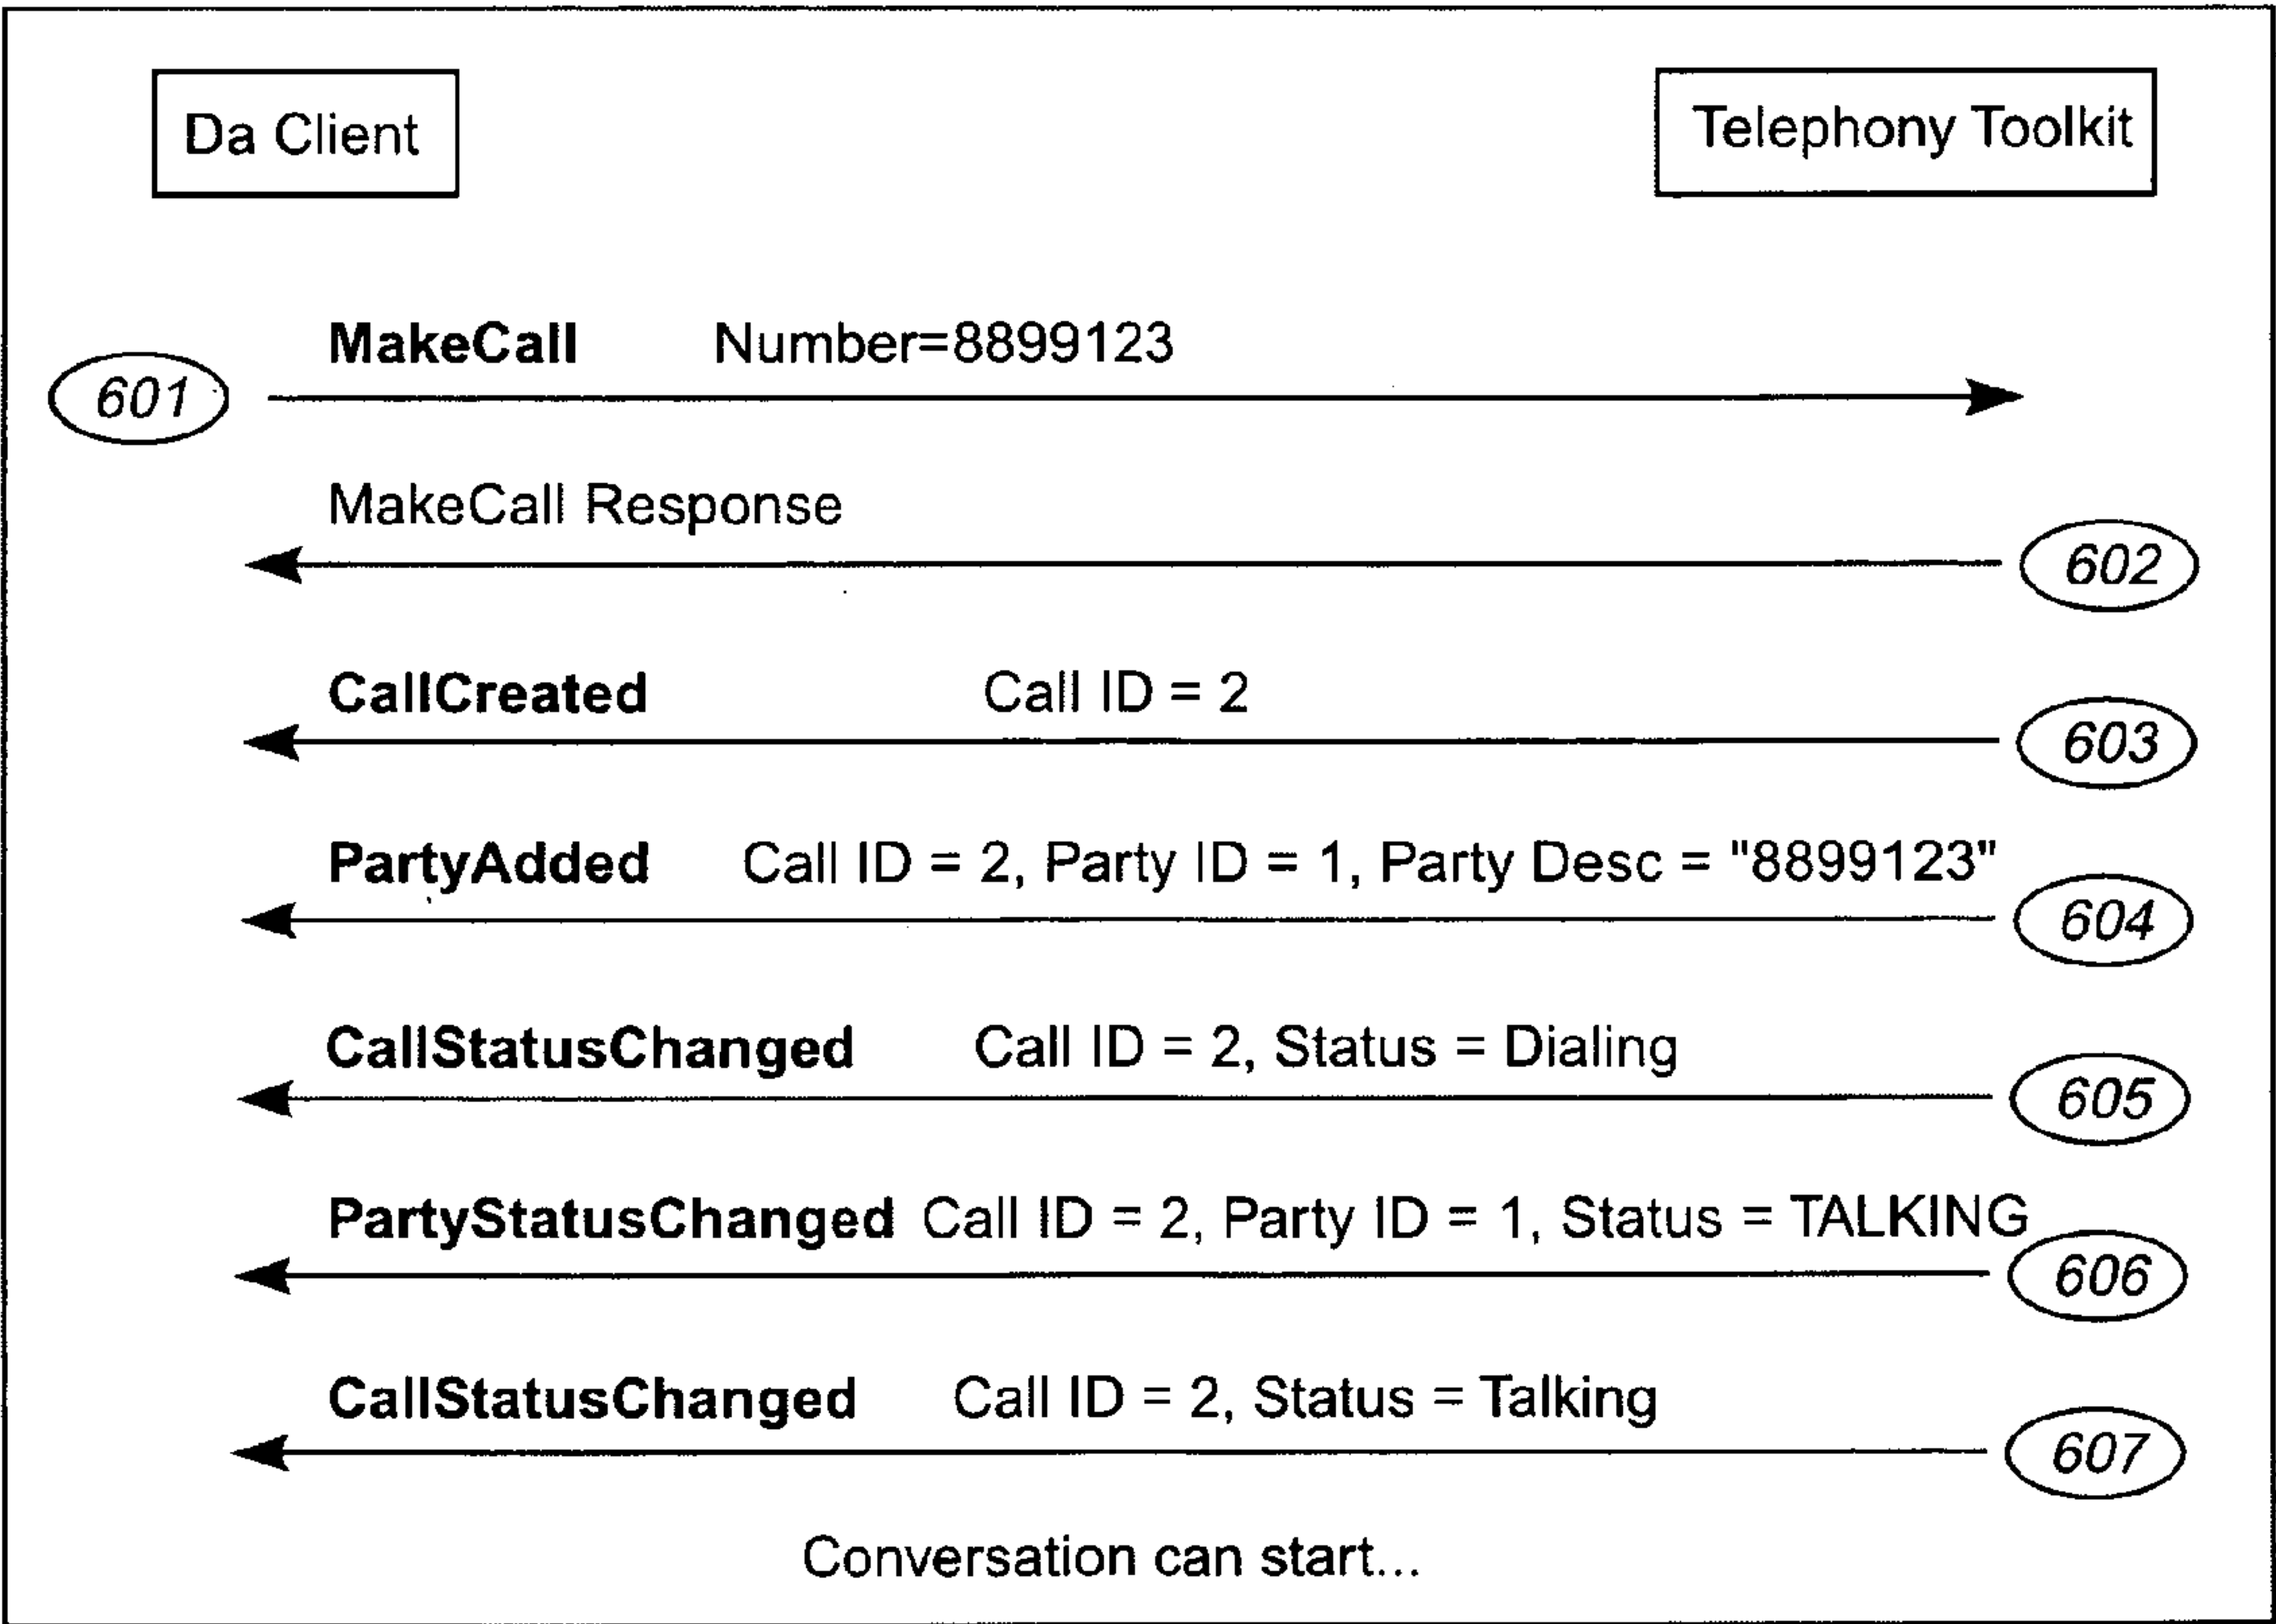 Da Client
Telephony Toolkit
MakeCall Number=8899123
601
MakeCall Response
602
CallCreated Call ID = 2
603
PartyAdded Call ID = 2, Party ID = 1, Party Desc = "8899123"
604
CallStatusChanged Call ID = 2, Status = Dialing
605
PartyStatusChanged Call ID = 2, Party ID = 1, Status = TALKING
606
CallStatusChanged Call ID = 2, Status = Talking
607
Conversation can start...